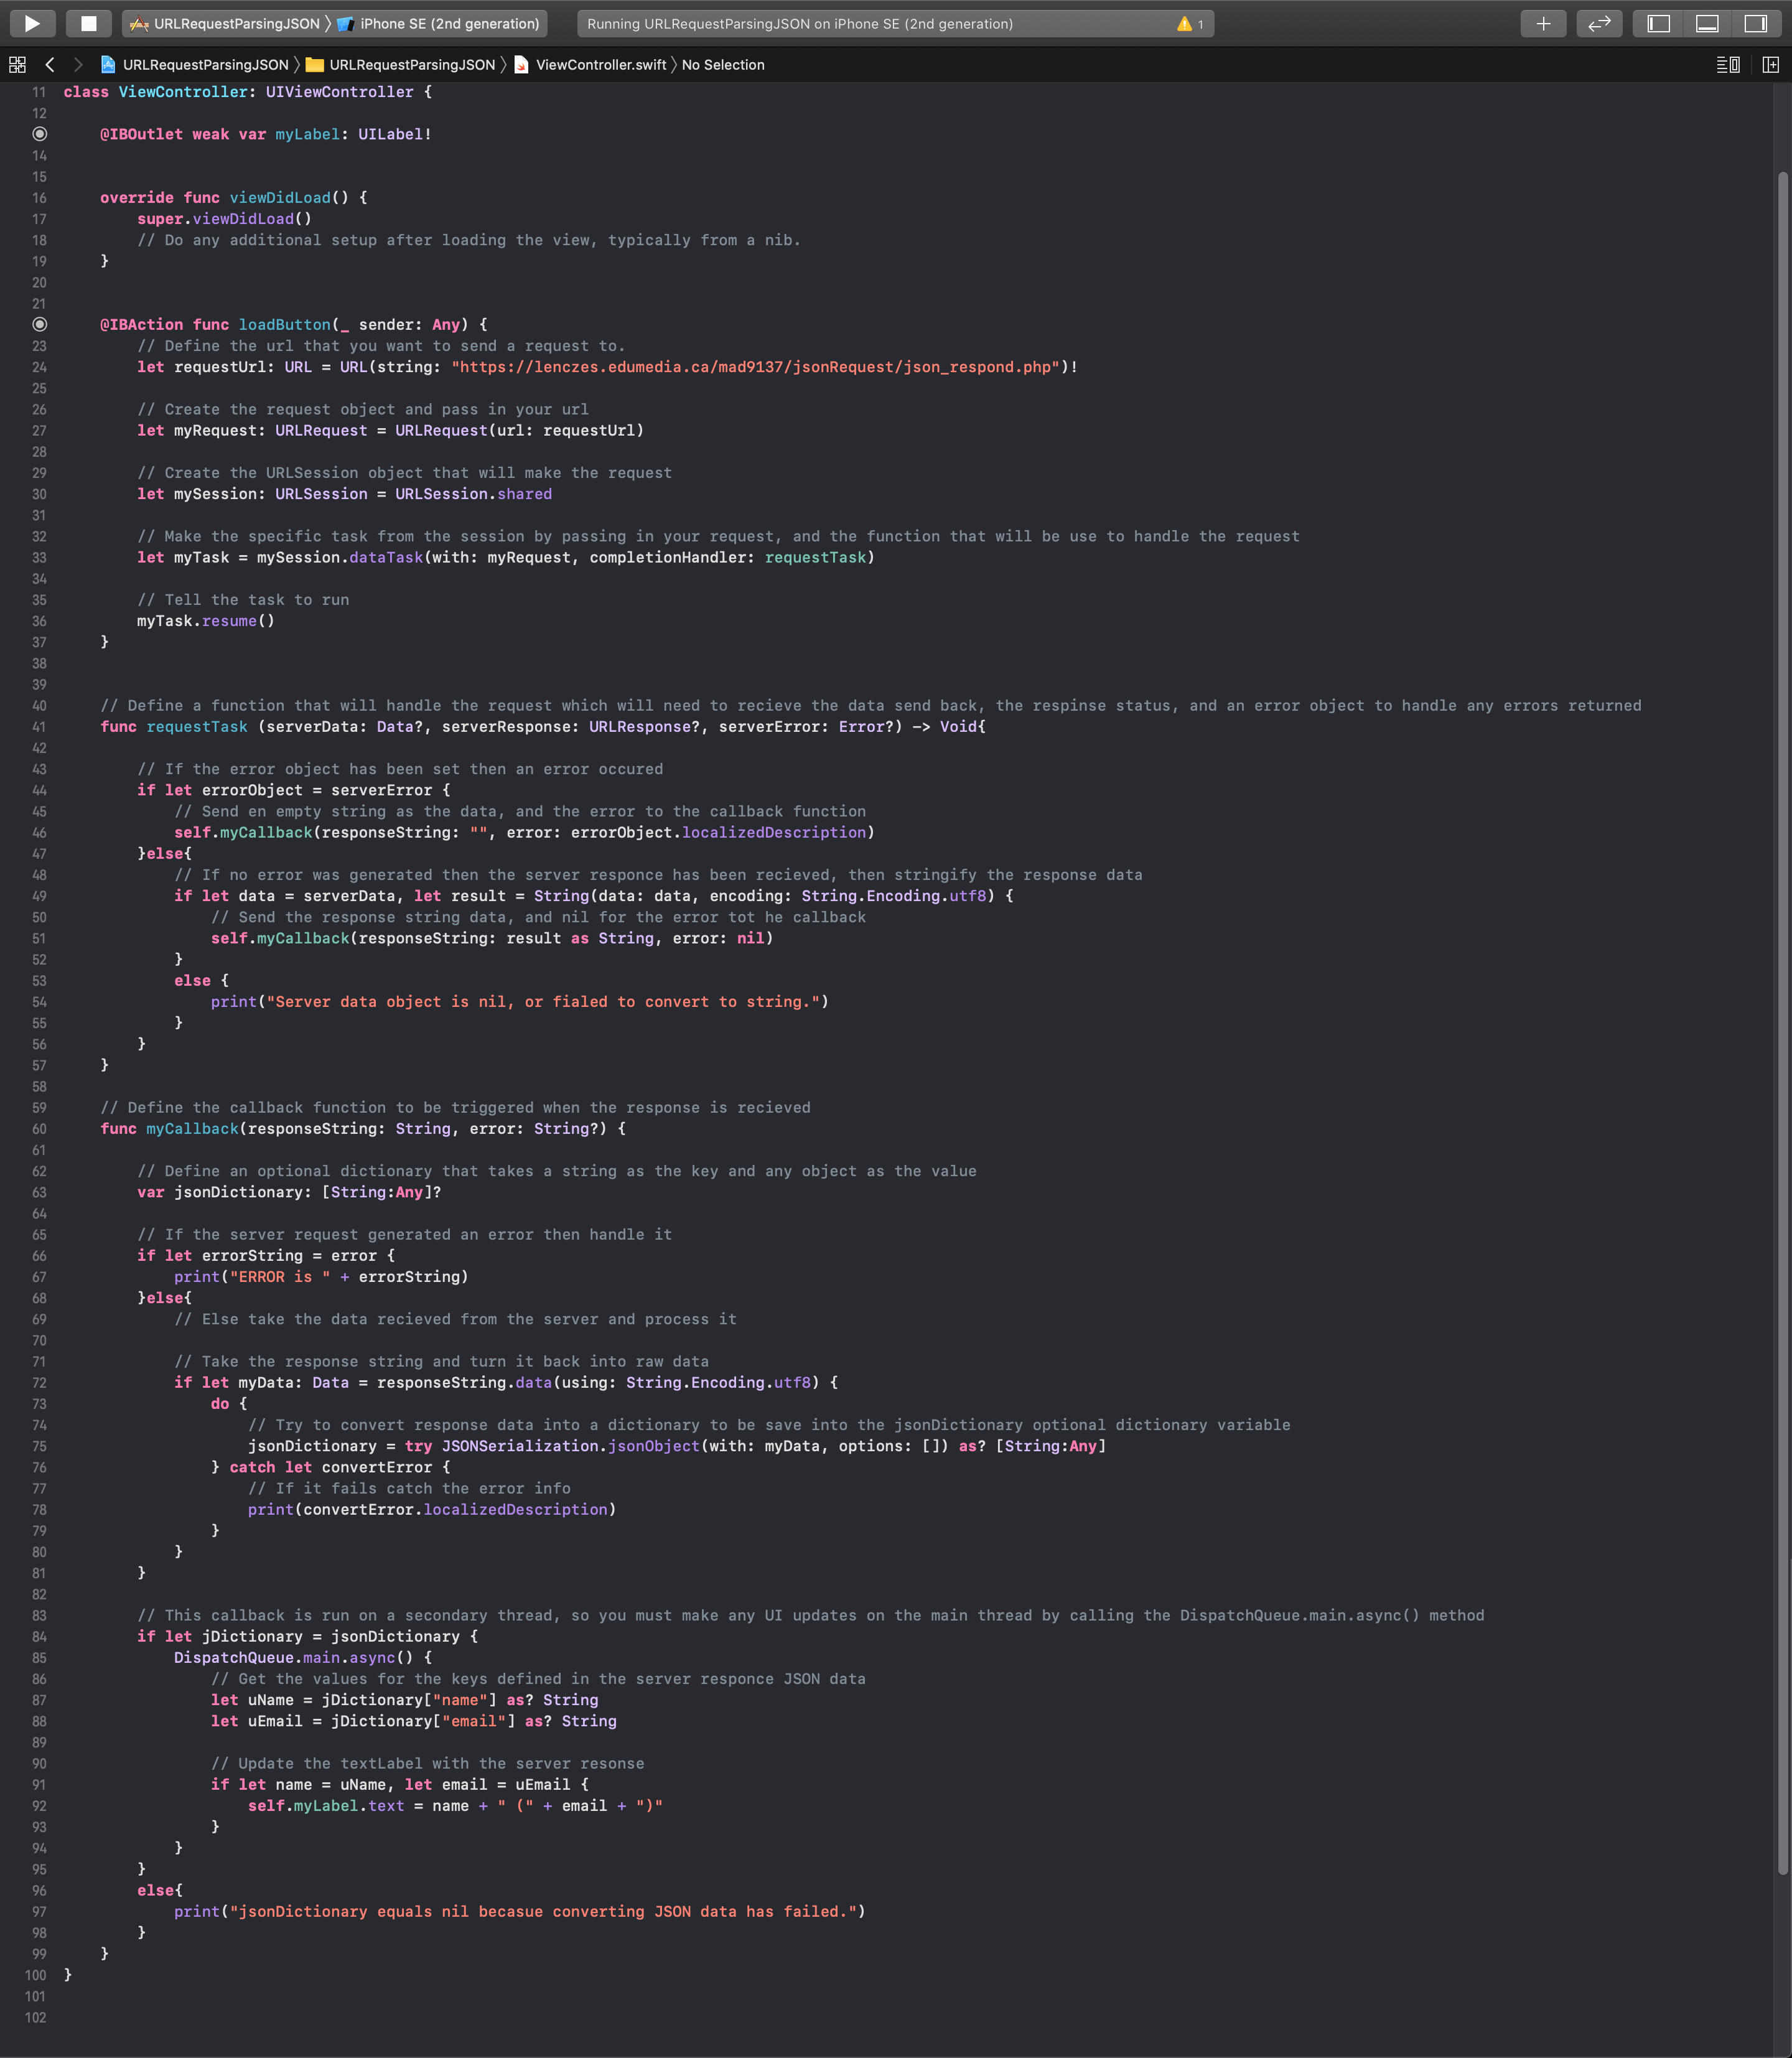 URLRequestParsingJSON 〉 iPhone SE (2nd generation) Running URLRequestParsingJSON on iPhone SE (2nd generation) 1
URLRequestParsingJSON 〉 URLRequestParsingJSON 〉 ViewController.swift 〉 No Selection
11 class ViewController: UIViewController {
12
@IBOutlet weak var myLabel: UILabel!
14
15
16 override func viewDidLoad() {
17 super.viewDidLoad()
18 // Do any additional setup after loading the view, typically from a nib.
19 }
20
21
@IBAction func loadButton(_ sender: Any) {
23 // Define the url that you want to send a request to.
24 let requestUrl: URL = URL(string: "https://lenczes.edumedia.ca/mad9137/jsonRequest/json_respond.php")!
25
26 // Create the request object and pass in your url
27 let myRequest: URLRequest = URLRequest(url: requestUrl)
28
29 // Create the URLSession object that will make the request
30 let mySession: URLSession = URLSession.shared
31
32 // Make the specific task from the session by passing in your request, and the function that will be use to handle the request
33 let myTask = mySession.dataTask(with: myRequest, completionHandler: requestTask)
34
35 // Tell the task to run
36 myTask.resume()
37 }
38
39
40 // Define a function that will handle the request which will need to recieve the data send back, the respinse status, and an error object to handle any errors returned
41 func requestTask (serverData: Data?, serverResponse: URLResponse?, serverError: Error?) -> Void{
42
43 // If the error object has been set then an error occured
44 if let errorObject = serverError {
45 // Send en empty string as the data, and the error to the callback function
46 self.myCallback(responseString: "", error: errorObject.localizedDescription)
47 }else{
48 // If no error was generated then the server responce has been recieved, then stringify the response data
49 if let data = serverData, let result = String(data: data, encoding: String.Encoding.utf8) {
50 // Send the response string data, and nil for the error tot he callback
51 self.myCallback(responseString: result as String, error: nil)
52 }
53 else {
54 print("Server data object is nil, or fialed to convert to string.")
55 }
56 }
57 }
58
59 // Define the callback function to be triggered when the response is recieved
60 func myCallback(responseString: String, error: String?) {
61
62 // Define an optional dictionary that takes a string as the key and any object as the value
63 var jsonDictionary: [String:Any]?
64
65 // If the server request generated an error then handle it
66 if let errorString = error {
67 print("ERROR is " + errorString)
68 }else{
69 // Else take the data recieved from the server and process it
70
71 // Take the response string and turn it back into raw data
72 if let myData: Data = responseString.data(using: String.Encoding.utf8) {
73 do {
74 // Try to convert response data into a dictionary to be save into the jsonDictionary optional dictionary variable
75 jsonDictionary = try JSONSerialization.jsonObject(with: myData, options: []) as? [String:Any]
76 } catch let convertError {
77 // If it fails catch the error info
78 print(convertError.localizedDescription)
79 }
80 }
81 }
82
83 // This callback is run on a secondary thread, so you must make any UI updates on the main thread by calling the DispatchQueue.main.async() method
84 if let jDictionary = jsonDictionary {
85 DispatchQueue.main.async() {
86 // Get the values for the keys defined in the server responce JSON data
87 let uName = jDictionary["name"] as? String
88 let uEmail = jDictionary["email"] as? String
89
90 // Update the textLabel with the server resonse
91 if let name = uName, let email = uEmail {
92 self.myLabel.text = name + " (" + email + ")"
93 }
94 }
95 }
96 else{
97 print("jsonDictionary equals nil becasue converting JSON data has failed.")
98 }
99 }
100 }
101
102